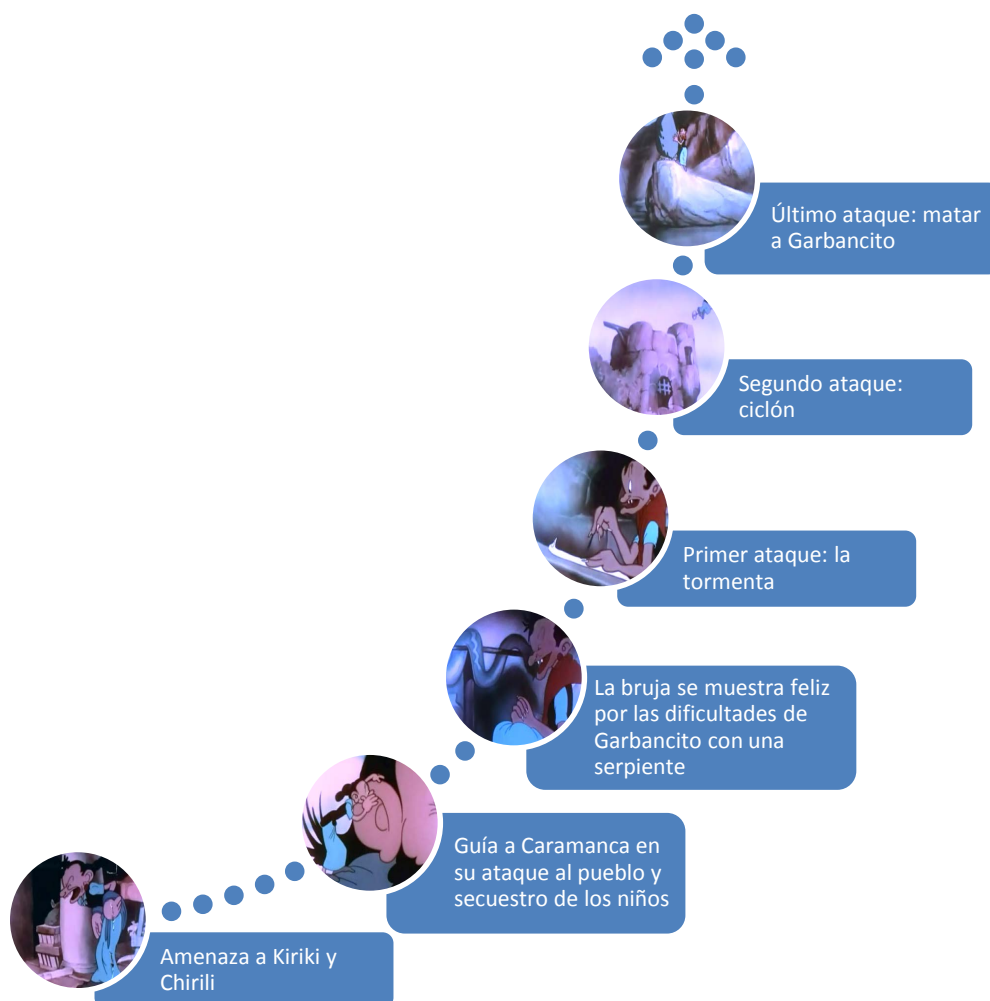 Último ataque: matar
a Garbancito
Segundo ataque:
ciclón
Primer ataque: la
tormenta
La bruja se muestra feliz
por las dificultades de
Garbancito con una
serpiente
Guía a Caramanca en
su ataque al pueblo y
secuestro de los niños
Amenaza a Kiriki y
Chirili